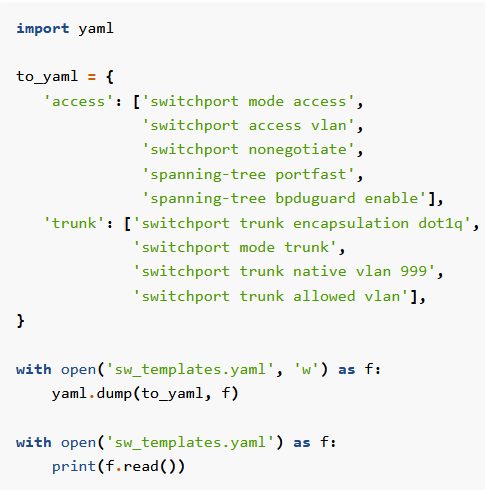 import yaml

to_yaml = {
   'access': ['switchport mode access',
              'switchport access vlan',
              'switchport nonegotiate',
              'spanning-tree portfast',
              'spanning-tree bpduguard enable'],
   'trunk': ['switchport trunk encapsulation dot1q',
             'switchport mode trunk',
             'switchport trunk native vlan 999',
             'switchport trunk allowed vlan'],
}

with open('sw_templates.yaml', 'w') as f:
    yaml.dump(to_yaml, f)

with open('sw_templates.yaml') as f:
    print(f.read())